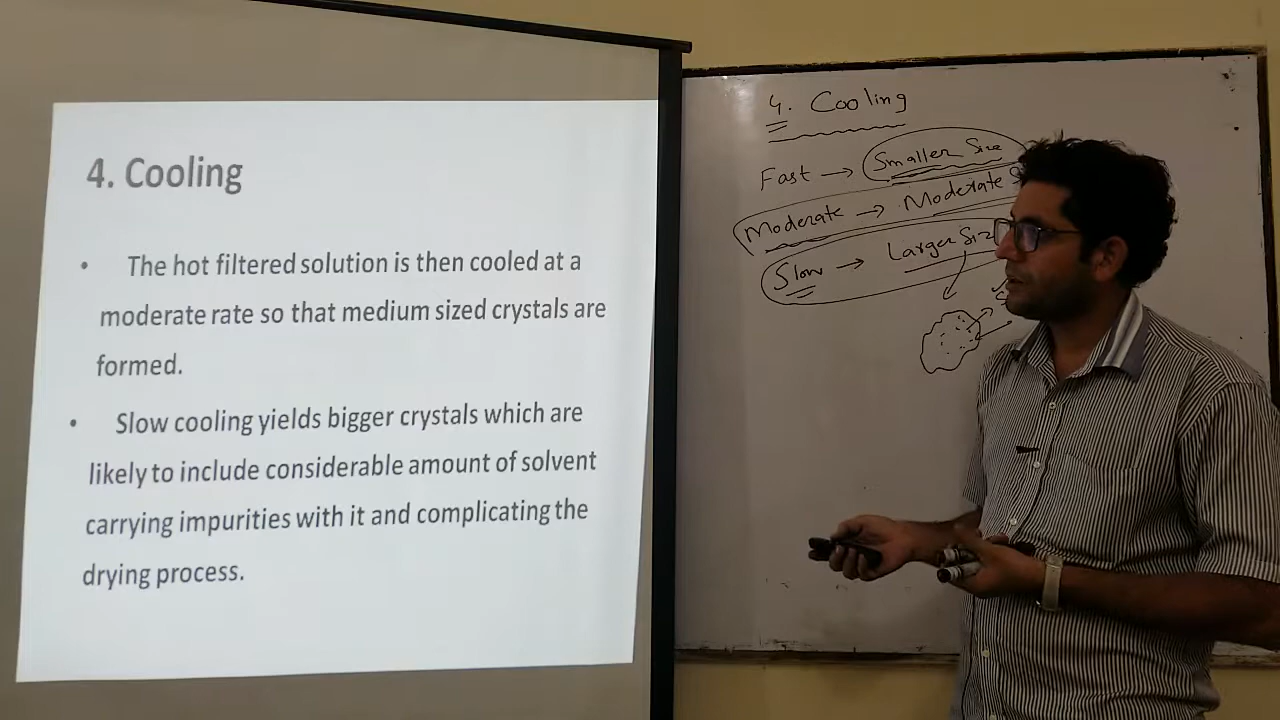 4. Cooling
• The hot filtered solution is then cooled at a
moderate rate so that medium sized crystals are
formed.
• Slow cooling yields bigger crystals which are
likely to include considerable amount of solvent
carrying impurities with it and complicating the
drying process.
4. Cooling
Fast → Smaller Size
Moderate → Moderate S
Slow → Larger Size